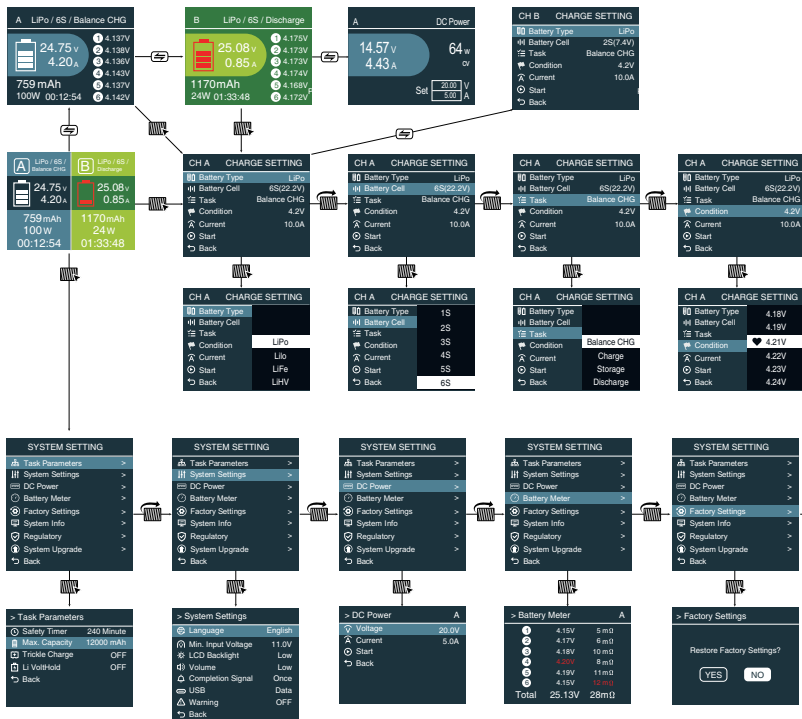 A LiPo / 6S / Balance CHG
24.75 V
4.20 A
759 mAh
100W 00:12:54
1 4.137V
2 4.138V
3 4.136V
4 4.143V
5 4.137V
6 4.142V
B LiPo / 6S / Discharge
25.08 V
0.85 A
1170 mAh
24W 01:33:48
1 4.175V
2 4.173V
3 4.173V
4 4.174V
5 4.168V
6 4.172V
A DC Power
14.57 V
4.43 A
64 w
CV
Set 20.00 V
5.00 A
CH B CHARGE SETTING
Battery Type LiPo
Battery Cell 2S(7.4V)
Task Balance CHG
Condition 4.2V
Current 10.0A
Start
Back
A LiPo / 6S / Balance CHG
B LiPo / 6S / Discharge
24.75 V
4.20 A
25.08 V
0.85 A
759 mAh
100 W
00:12:54
1170 mAh
24 W
01:33:48
CH A CHARGE SETTING
Battery Type LiPo
Battery Cell 6S(22.2V)
Task Balance CHG
Condition 4.2V
Current 10.0A
Start
Back
CH A CHARGE SETTING
Battery Type LiPo
Battery Cell 6S(22.2V)
Task Balance CHG
Condition 4.2V
Current 10.0A
Start
Back
CH A CHARGE SETTING
Battery Type LiPo
Battery Cell 6S(22.2V)
Task Balance CHG
Condition 4.2V
Current 10.0A
Start
Back
CH A CHARGE SETTING
Battery Type LiPo
Battery Cell 6S(22.2V)
Task Balance CHG
Condition 4.2V
Current 10.0A
Start
Back
CH A CHARGE SETTING
Battery Type
Battery Cell
Task
Condition
Current
Start
Back
LiPo
LiIo
LiFe
LiHV
CH A CHARGE SETTING
Battery Type
Battery Cell
Task
Condition
Current
Start
Back
1S
2S
3S
4S
5S
6S
CH A CHARGE SETTING
Battery Type
Battery Cell
Task
Condition
Current
Start
Back
Balance CHG
Charge
Storage
Discharge
CH A CHARGE SETTING
Battery Type
Battery Cell
Task
Condition
Current
Start
Back
4.18V
4.19V
4.21V
4.22V
4.23V
4.24V
SYSTEM SETTING
Task Parameters >
System Settings >
DC Power >
Battery Meter >
Factory Settings >
System Info >
Regulatory >
System Upgrade >
Back
SYSTEM SETTING
Task Parameters >
System Settings >
DC Power >
Battery Meter >
Factory Settings >
System Info >
Regulatory >
System Upgrade >
Back
SYSTEM SETTING
Task Parameters >
System Settings >
DC Power >
Battery Meter >
Factory Settings >
System Info >
Regulatory >
System Upgrade >
Back
SYSTEM SETTING
Task Parameters >
System Settings >
DC Power >
Battery Meter >
Factory Settings >
System Info >
Regulatory >
System Upgrade >
Back
SYSTEM SETTING
Task Parameters >
System Settings >
DC Power >
Battery Meter >
Factory Settings >
System Info >
Regulatory >
System Upgrade >
Back
> Task Parameters
Safety Timer 240 Minute
Max. Capacity 12000 mAh
Trickle Charge OFF
Li VoltHold OFF
Back
> System Settings
Language English
Min. Input Voltage 11.0V
LCD Backlight Low
Volume Low
Completion Signal Once
USB Data
Warning OFF
Back
> DC Power A
Voltage 20.0V
Current 5.0A
Start
Back
> Battery Meter A
1 4.15V 5 mΩ
2 4.17V 6 mΩ
3 4.18V 10 mΩ
4 4.20V 8 mΩ
5 4.19V 11 mΩ
6 4.15V 12 mΩ
Total 25.13V 28mΩ
> Factory Settings
Restore Factory Settings?
YES NO